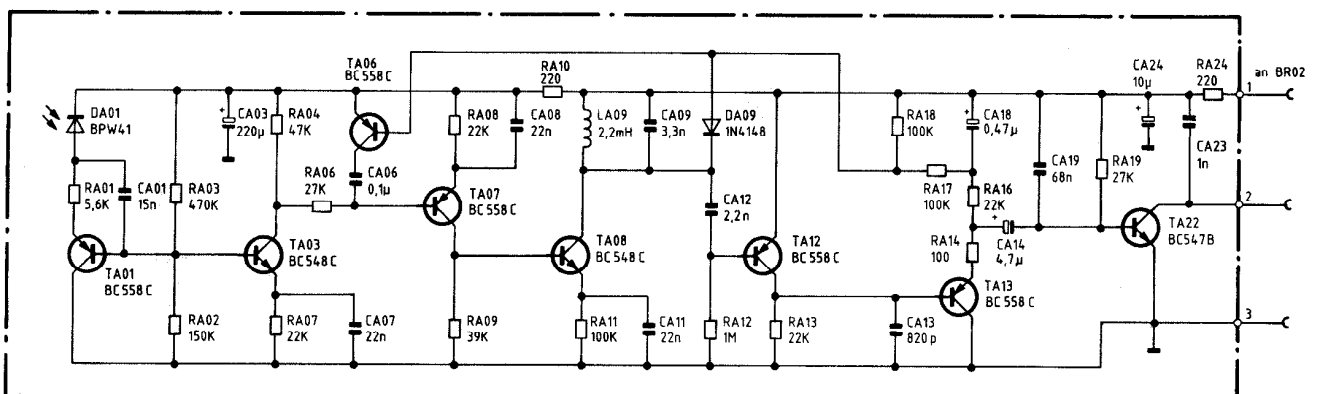 DA01
BPW41
RA01
5,6K
CA01
15n
TA01
BC558C
RA03
470K
RA02
150K
CA03
220µ
+
RA04
47K
TA03
BC548C
RA07
22K
CA07
22n
RA06
27K
TA06
BC558C
CA06
0,1µ
RA08
22K
CA08
22n
TA07
BC558C
RA09
39K
RA10
220
LA09
2,2mH
CA09
3,3n
TA08
BC548C
RA11
100K
CA11
22n
DA09
1N4148
CA12
2,2n
RA12
1M
TA12
BC558C
RA13
22K
CA13
820p
RA18
100K
RA17
100K
CA18
0,47µ
+
RA16
22K
RA14
100
+
CA14
4,7µ
TA13
BC558C
CA19
68n
RA19
27K
TA22
BC547B
CA24
10µ
+
CA23
1n
RA24
220
an BR02
1
2
3